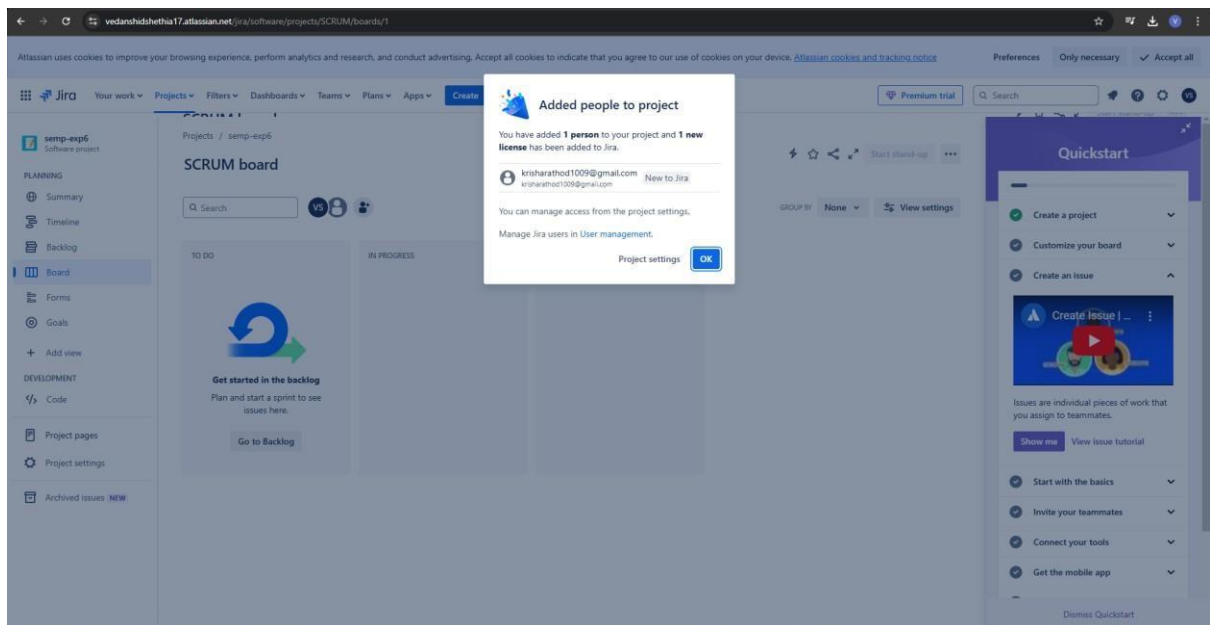 vedanshidshethia17.atlassian.net/jira/software/projects/SCRUM/boards/1
Atlassian uses cookies to improve your browsing experience, perform analytics and research, and conduct advertising. Accept all cookies to indicate that you agree to our use of cookies on your device. Atlassian cookies and tracking notice
Preferences Only necessary Accept all
Jira Your work Projects Filters Dashboards Teams Plans Apps Create
Premium trial Search VS
semp-exp6
Software project
PLANNING
Summary
Timeline
Backlog
Board
Forms
Goals
Add view
DEVELOPMENT
Code
Project pages
Project settings
Archived issues NEW
Projects / semp-exp6
SCRUM board
Search VS
Start stand-up
GROUP BY None View settings
TO DO IN PROGRESS
Get started in the backlog
Plan and start a sprint to see
issues here.
Go to Backlog
Added people to project
You have added 1 person to your project and 1 new
license has been added to Jira.
krisharathod1009@gmail.com New to Jira
krisharathod1009@gmail.com
You can manage access from the project settings.
Manage Jira users in User management.
Project settings OK
Quickstart
Create a project
Customize your board
Create an issue
Create Issue | ...
Issues are individual pieces of work that
you assign to teammates.
Show me View issue tutorial
Start with the basics
Invite your teammates
Connect your tools
Get the mobile app
Dismiss Quickstart